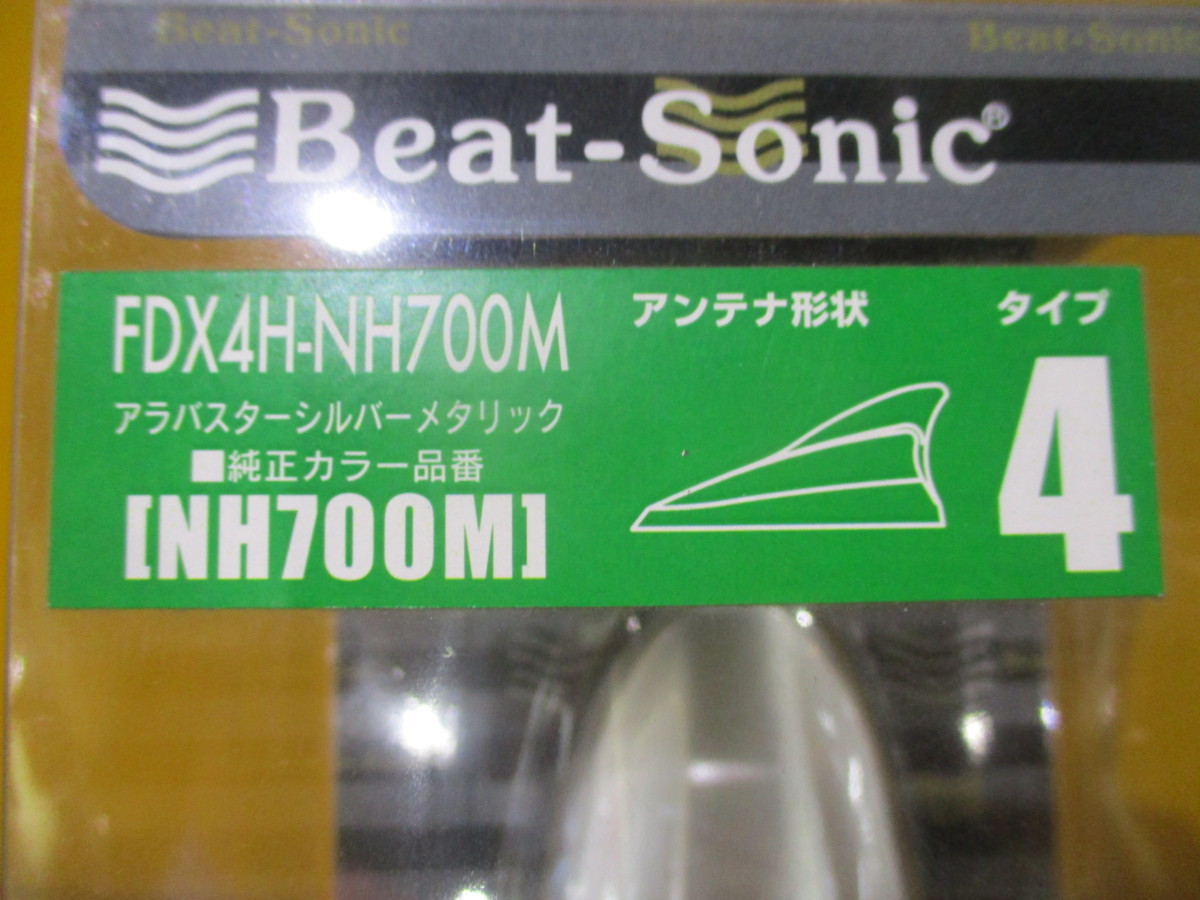 Beat-Sonic Beat-Sonic
Beat-Sonic®
FDX4H-NH700M
アラバスターシルバーメタリック
■純正カラー品番
[NH700M]
アンテナ形状
タイプ
4